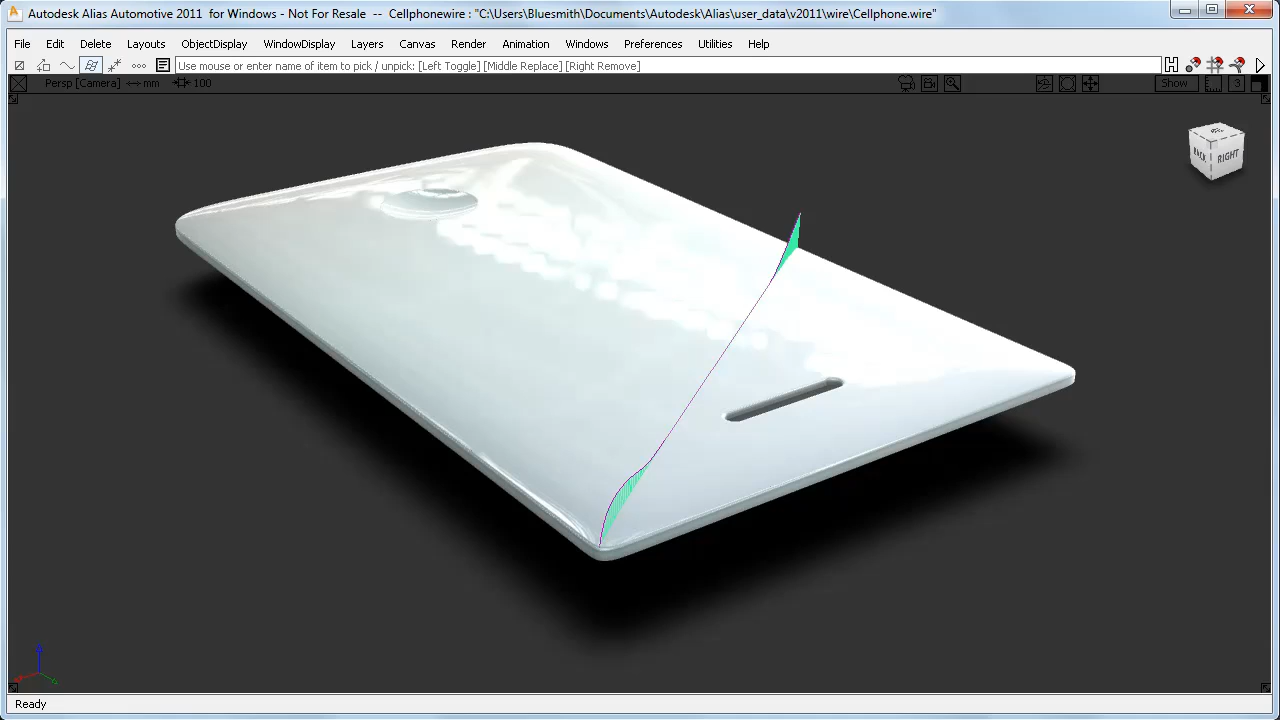 Autodesk Alias Automotive 2011 for Windows - Not For Resale -- Cellphonewire : "C:\Users\Bluesmith\Documents\Autodesk\Alias\user_data\v2011\wire\Cellphone.wire"
File Edit Delete Layouts ObjectDisplay WindowDisplay Layers Canvas Render Animation Windows Preferences Utilities Help
Use mouse or enter name of item to pick / unpick: [Left Toggle] [Middle Replace] [Right Remove]
Persp [Camera] mm 100 Show 3
BACK RIGHT
Ready